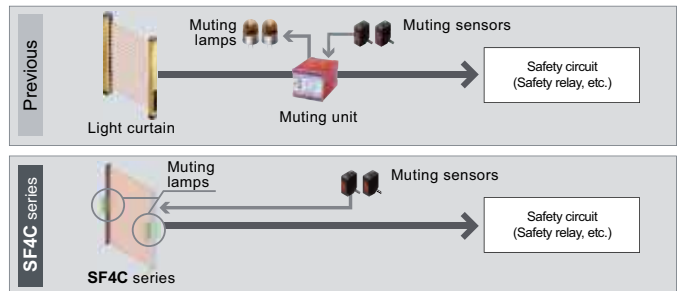 Previous
Muting
lamps
Muting sensors
Light curtain
Muting unit
Safety circuit
(Safety relay, etc.)
SF4C series
Muting
lamps
Muting sensors
SF4C series
Safety circuit
(Safety relay, etc.)